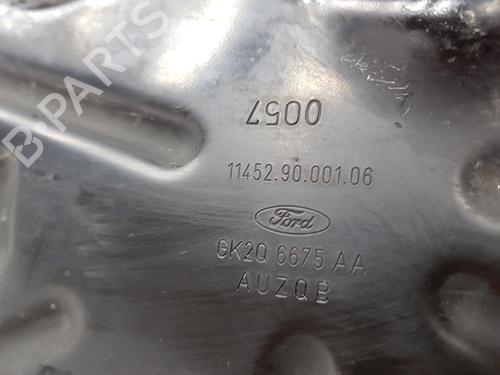 0057
11452.90.001.06
Ford
GK2Q 6675 AA
AUZQB
B-PARTS